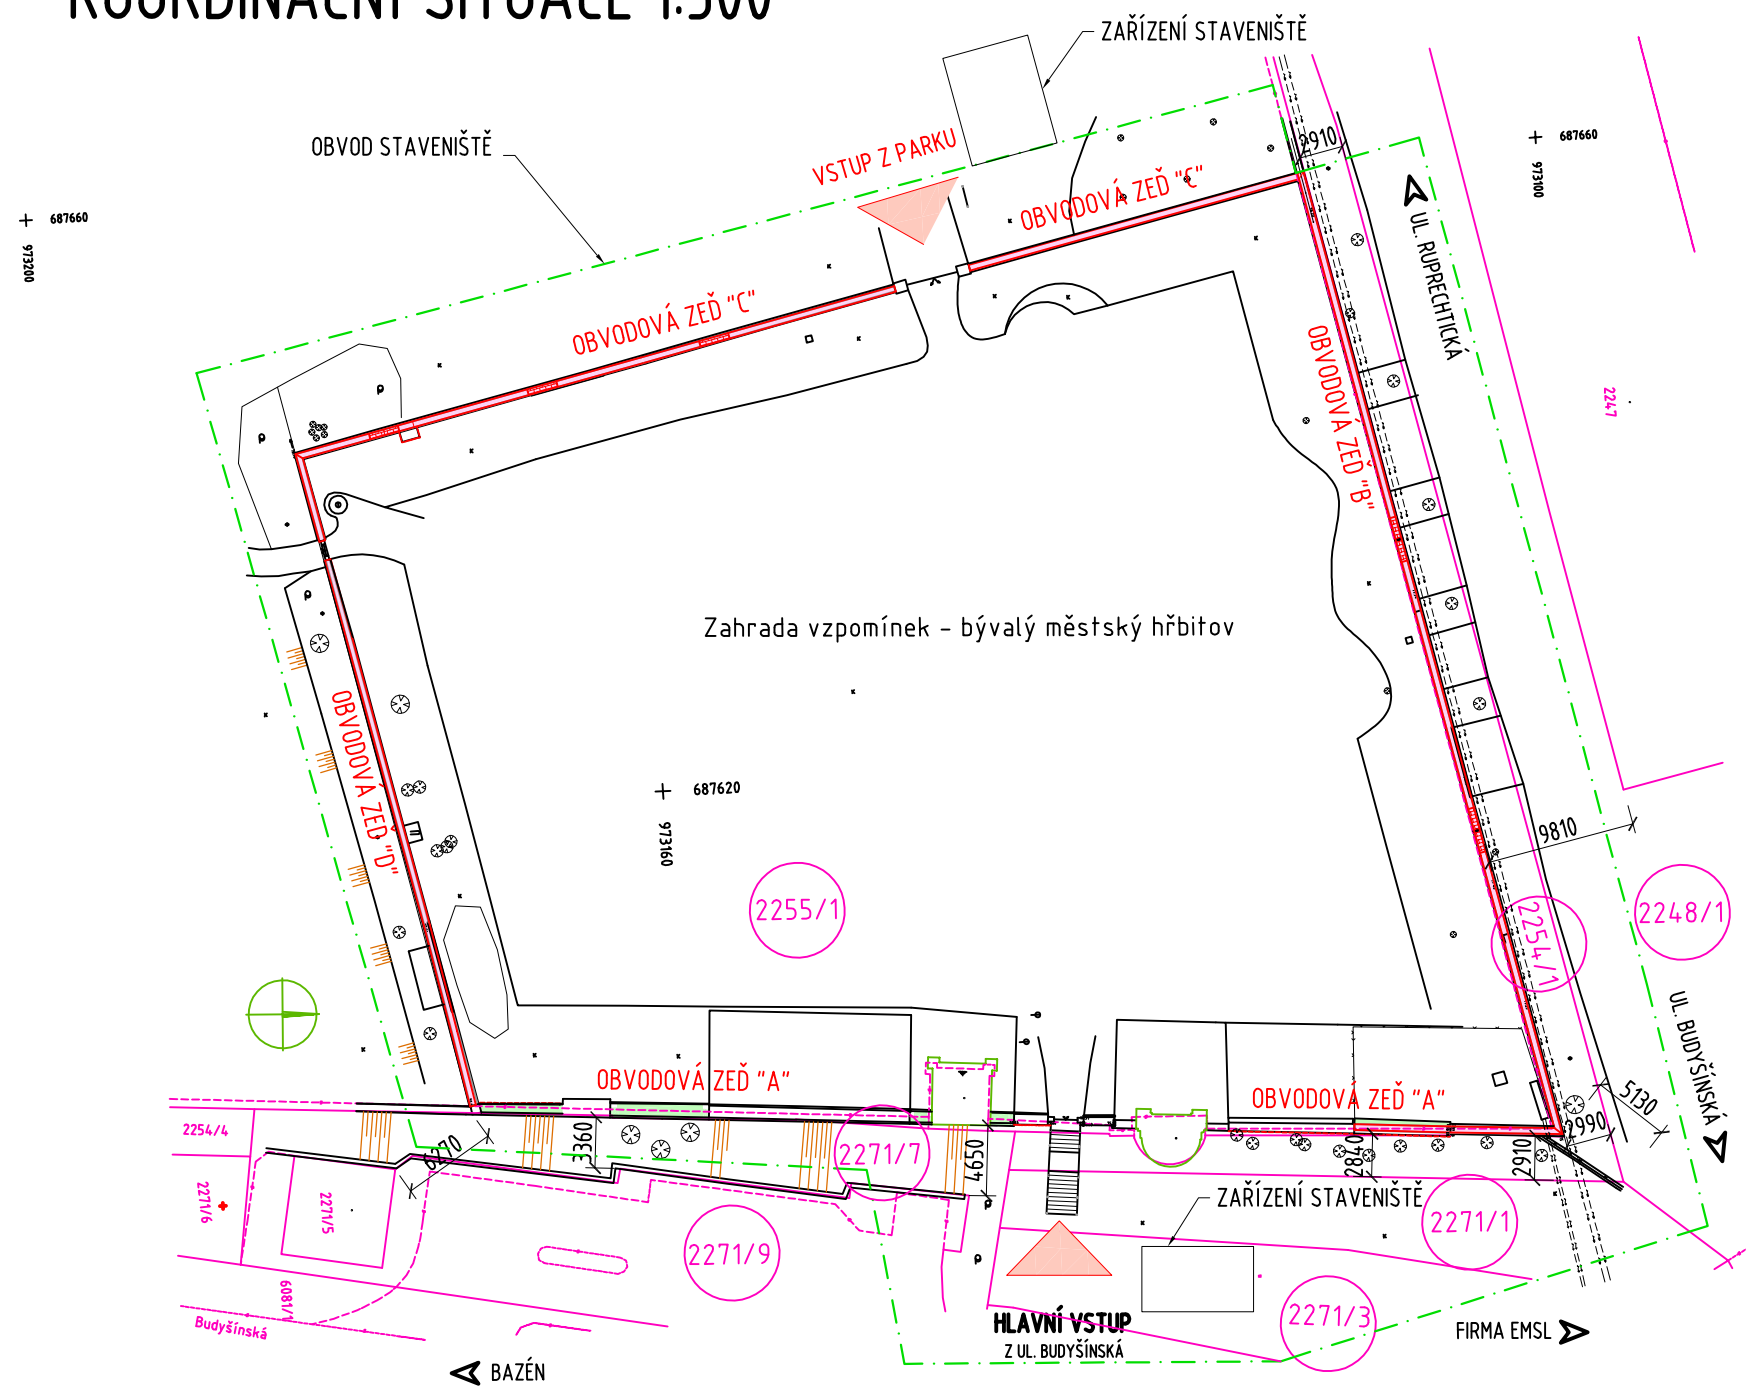 KOORDINAČNÍ SITUACE 1:500
ZAŘÍZENÍ STAVENIŠTĚ
OBVOD STAVENIŠTĚ
VSTUP Z PARKU
2910
687660
973100
687660
973200
OBVODOVÁ ZEĎ "C"
OBVODOVÁ ZEĎ "C"
UL. RUPRECHTICKÁ
OBVODOVÁ ZEĎ "B"
2247
Zahrada vzpomínek - bývalý městský hřbitov
OBVODOVÁ ZEĎ "D"
687620
973160
9810
2255/1
2254/1
2248/1
UL. BUDYŠÍNSKÁ
OBVODOVÁ ZEĎ "A"
OBVODOVÁ ZEĎ "A"
5130
2990
2254/4
6270
3360
2271/7
4650
2840
2910
2271/6
2271/5
ZAŘÍZENÍ STAVENIŠTĚ
2271/1
2271/9
6081/1
Budyšínská
HLAVNÍ VSTUP
Z UL. BUDYŠÍNSKÁ
2271/3
FIRMA EMSL
BAZÉN